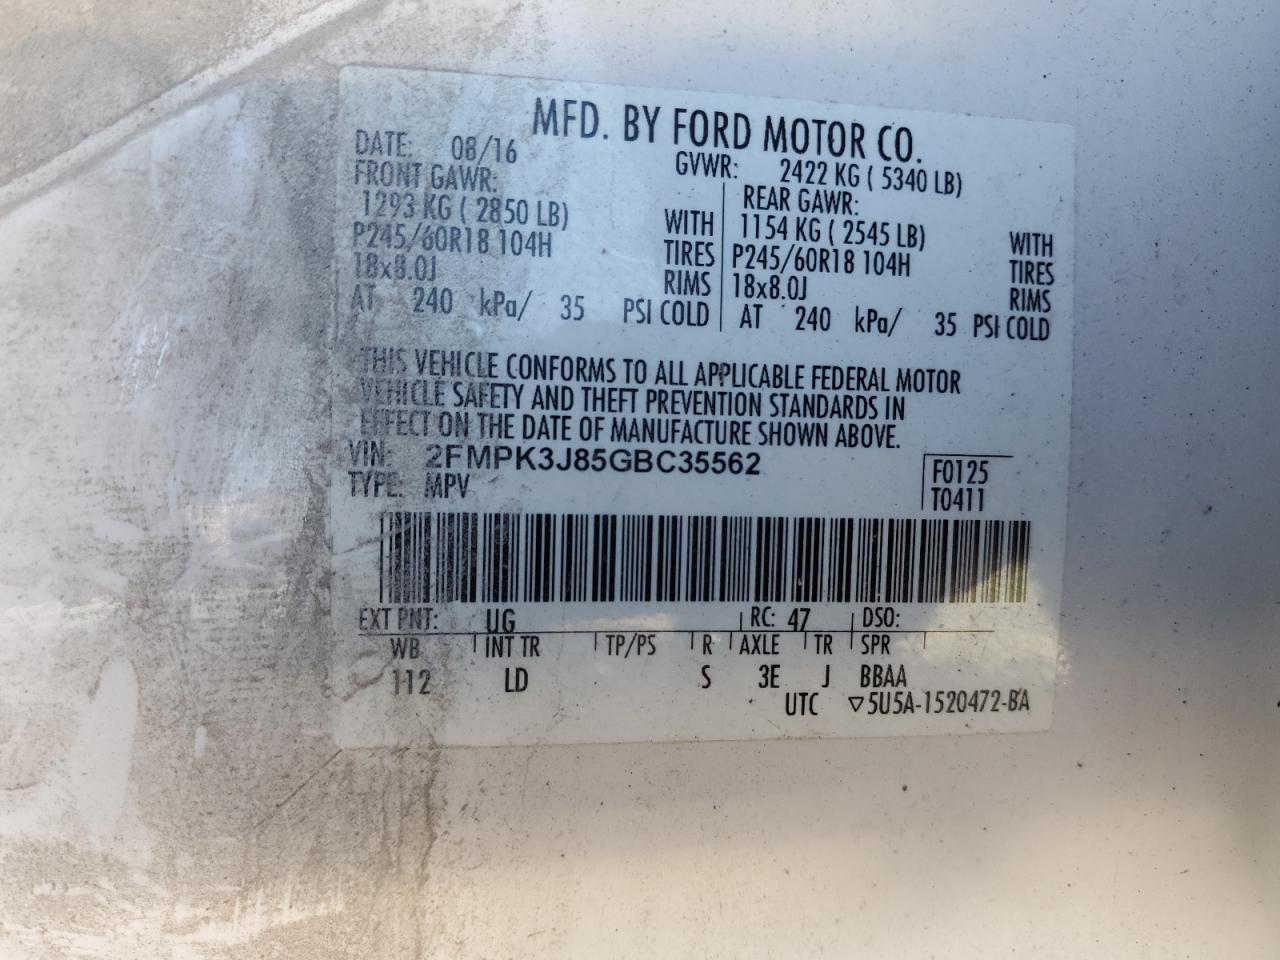 MFD. BY FORD MOTOR CO.
DATE: 08/16 GVWR: 2422 KG ( 5340 LB)
FRONT GAWR: REAR GAWR:
1293 KG ( 2850 LB) WITH 1154 KG ( 2545 LB) WITH
P245/60R18 104H TIRES P245/60R18 104H TIRES
18x8.0J RIMS 18x8.0J RIMS
AT 240 kPa/ 35 PSI COLD AT 240 kPa/ 35 PSI COLD
THIS VEHICLE CONFORMS TO ALL APPLICABLE FEDERAL MOTOR
VEHICLE SAFETY AND THEFT PREVENTION STANDARDS IN
EFFECT ON THE DATE OF MANUFACTURE SHOWN ABOVE.
VIN: 2FMPK3J85GBC35562 F0125
TYPE: MPV T0411
EXT PNT: UG RC: 47 DSO:
WB INT TR TP/PS R AXLE TR SPR
112 LD S 3E J BBAA
UTC ▽5U5A-1520472-BA